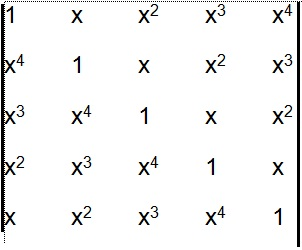 1 x x² x³ x⁴
x⁴ 1 x x² x³
x³ x⁴ 1 x x²
x² x³ x⁴ 1 x
x x² x³ x⁴ 1